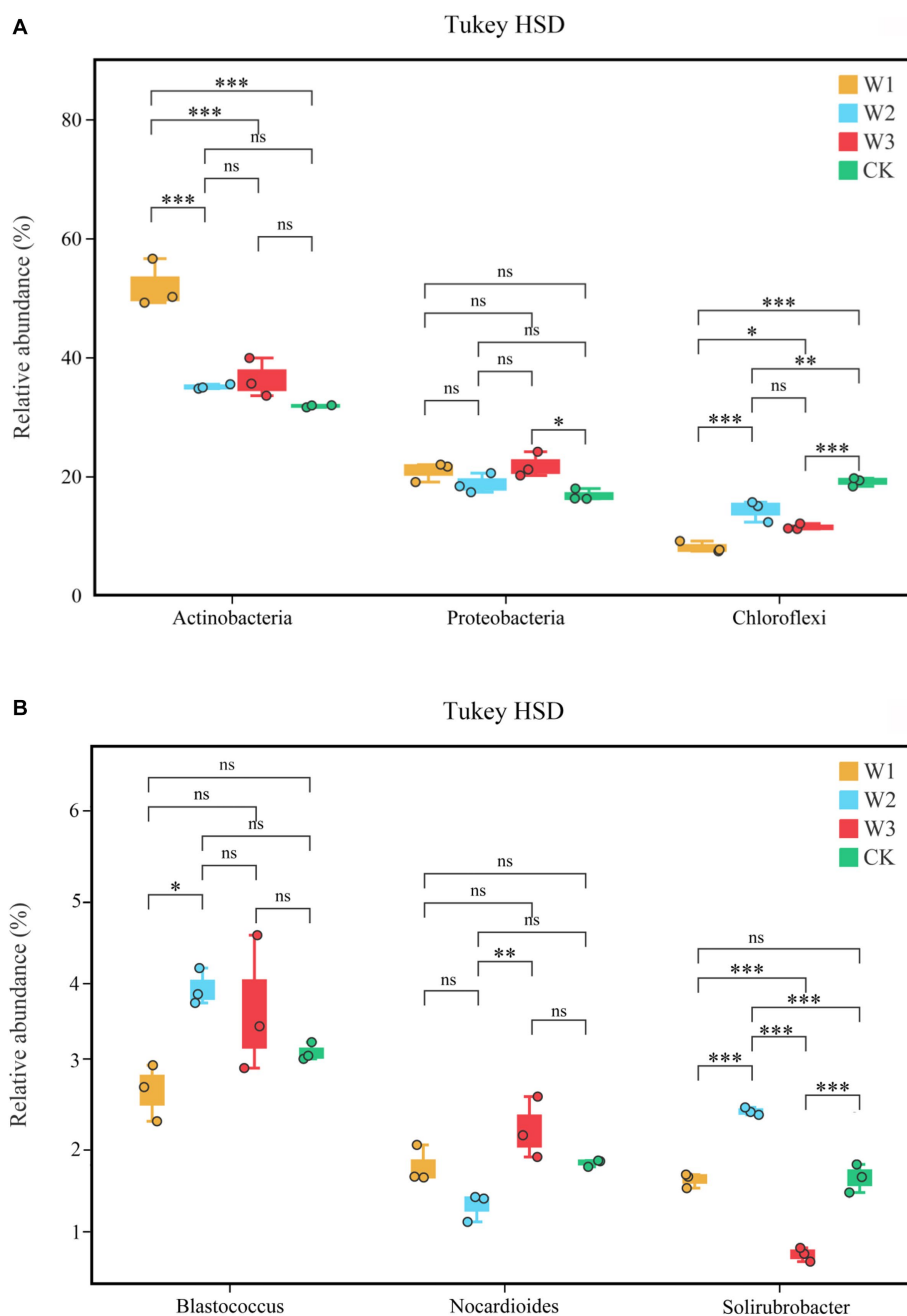 A
Tukey HSD
W1
W2
W3
CK
Relative abundance (%)
80
60
40
20
0
***
***
ns
ns
***
ns
ns
ns
ns
ns
ns
*
***
*
**
ns
***
***
Actinobacteria
Proteobacteria
Chloroflexi
B
Tukey HSD
W1
W2
W3
CK
Relative abundance (%)
6
5
4
3
2
1
ns
ns
ns
ns
*
ns
ns
ns
ns
**
ns
ns
ns
***
***
***
***
***
Blastococcus
Nocardioides
Solirubrobacter